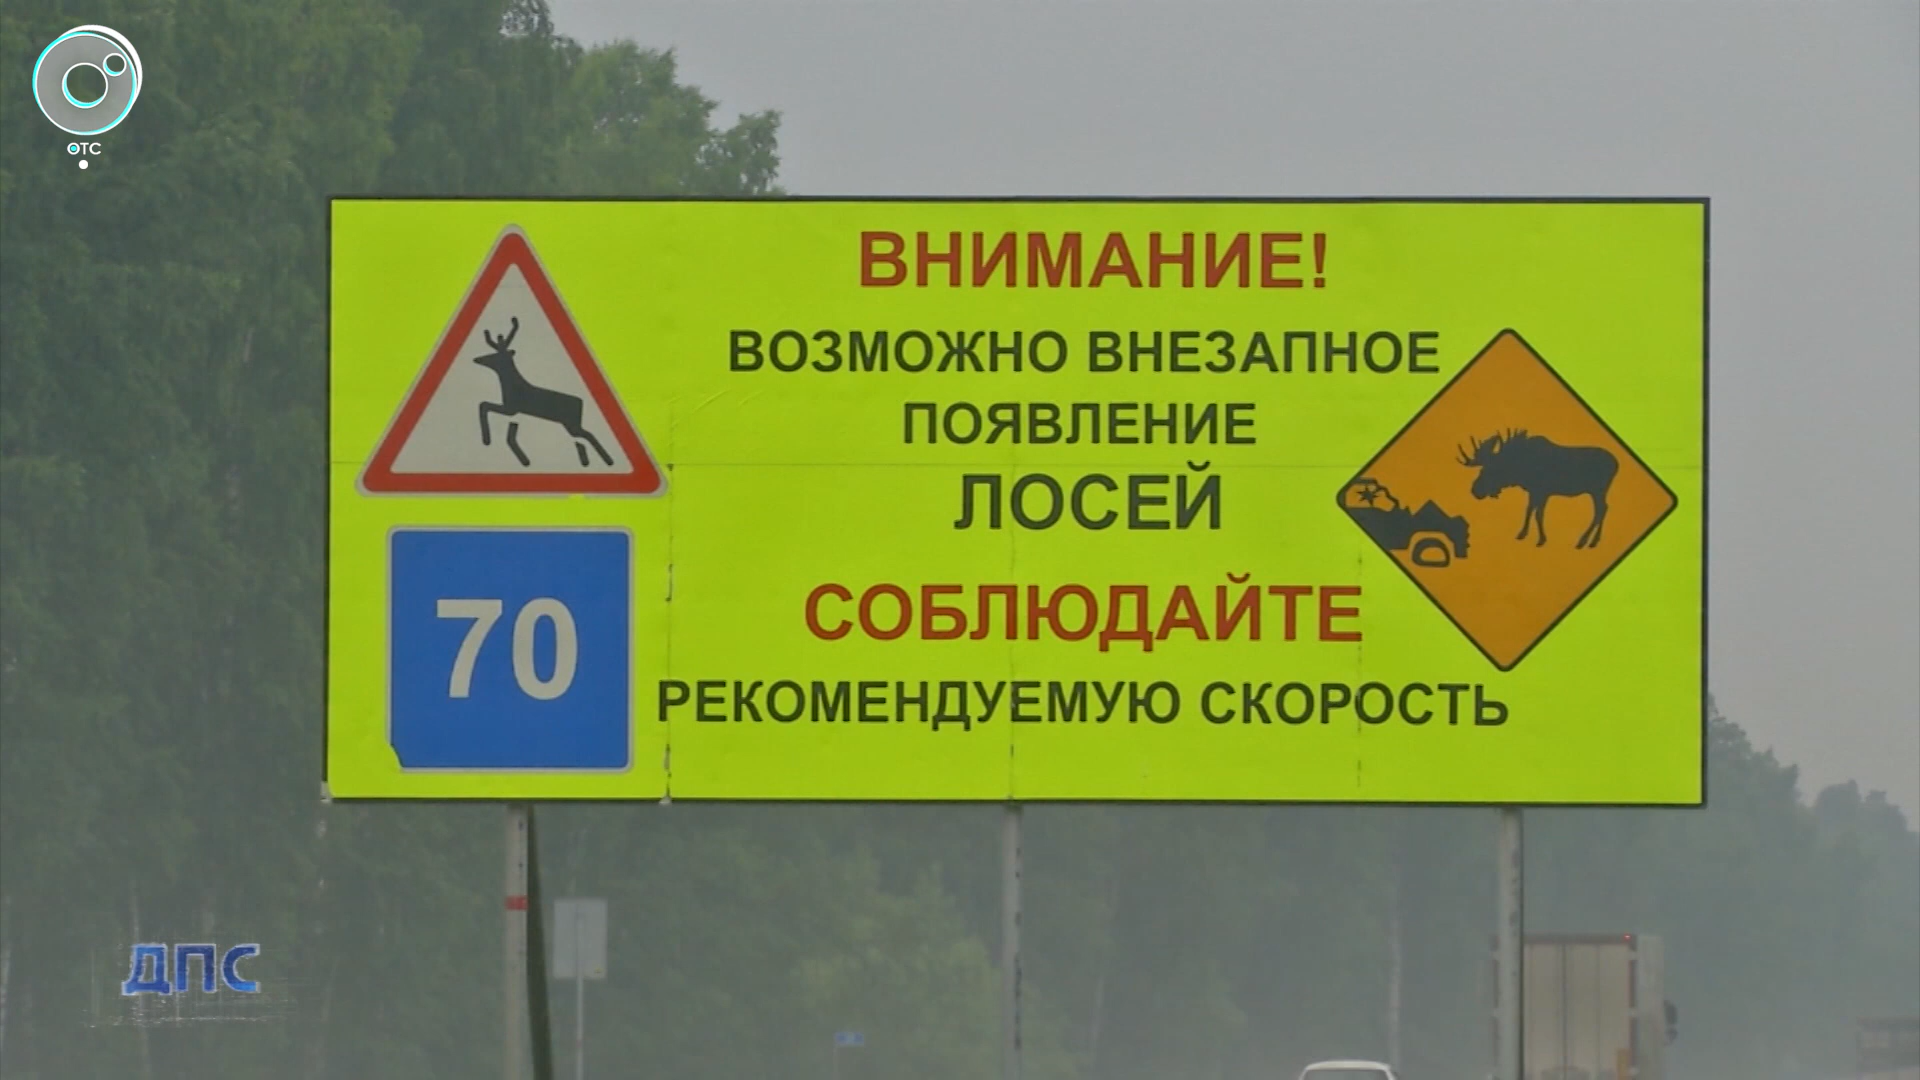 ОТС
ВНИМАНИЕ!
ВОЗМОЖНО ВНЕЗАПНОЕ
ПОЯВЛЕНИЕ
ЛОСЕЙ
СОБЛЮДАЙТЕ
РЕКОМЕНДУЕМУЮ СКОРОСТЬ
70
ДПС